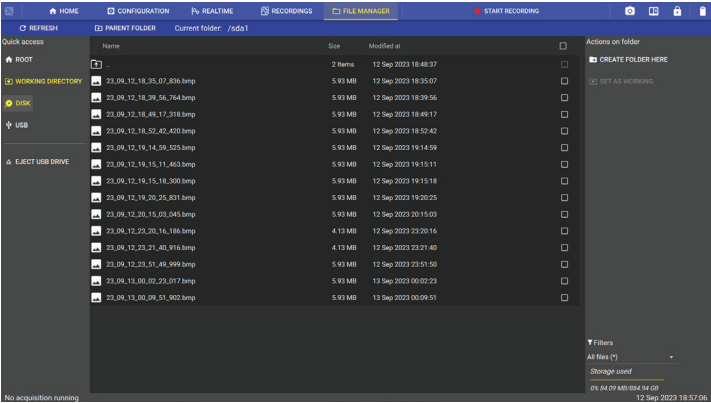 HOME CONFIGURATION REALTIME RECORDINGS FILE MANAGER START RECORDING
REFRESH PARENT FOLDER Current folder: /sda1
Quick access
Name Size Modified at
Actions on folder
ROOT
WORKING DIRECTORY
DISK
USB
EJECT USB DRIVE
.. 2 Items 12 Sep 2023 18:48:37
23_09_12_18_35_07_836.bmp 5.93 MB 12 Sep 2023 18:35:07
23_09_12_18_39_56_764.bmp 5.93 MB 12 Sep 2023 18:39:56
23_09_12_18_49_17_318.bmp 5.93 MB 12 Sep 2023 18:49:17
23_09_12_18_52_42_420.bmp 5.93 MB 12 Sep 2023 18:52:42
23_09_12_19_14_59_525.bmp 5.93 MB 12 Sep 2023 19:14:59
23_09_12_19_15_11_463.bmp 5.93 MB 12 Sep 2023 19:15:11
23_09_12_19_15_18_300.bmp 5.93 MB 12 Sep 2023 19:15:18
23_09_12_19_20_25_831.bmp 5.93 MB 12 Sep 2023 19:20:25
23_09_12_20_15_03_045.bmp 5.93 MB 12 Sep 2023 20:15:03
23_09_12_23_20_16_186.bmp 4.13 MB 12 Sep 2023 23:20:16
23_09_12_23_21_40_916.bmp 4.13 MB 12 Sep 2023 23:21:40
23_09_12_23_51_49_999.bmp 5.93 MB 12 Sep 2023 23:51:50
23_09_13_00_02_23_017.bmp 5.93 MB 13 Sep 2023 00:02:23
23_09_13_00_09_51_902.bmp 5.93 MB 13 Sep 2023 00:09:51
CREATE FOLDER HERE
SET AS WORKING
Filters
All files (*)
Storage used
0% 84.09 MB/884.94 GB
No acquisition running 12 Sep 2023 18:57:06